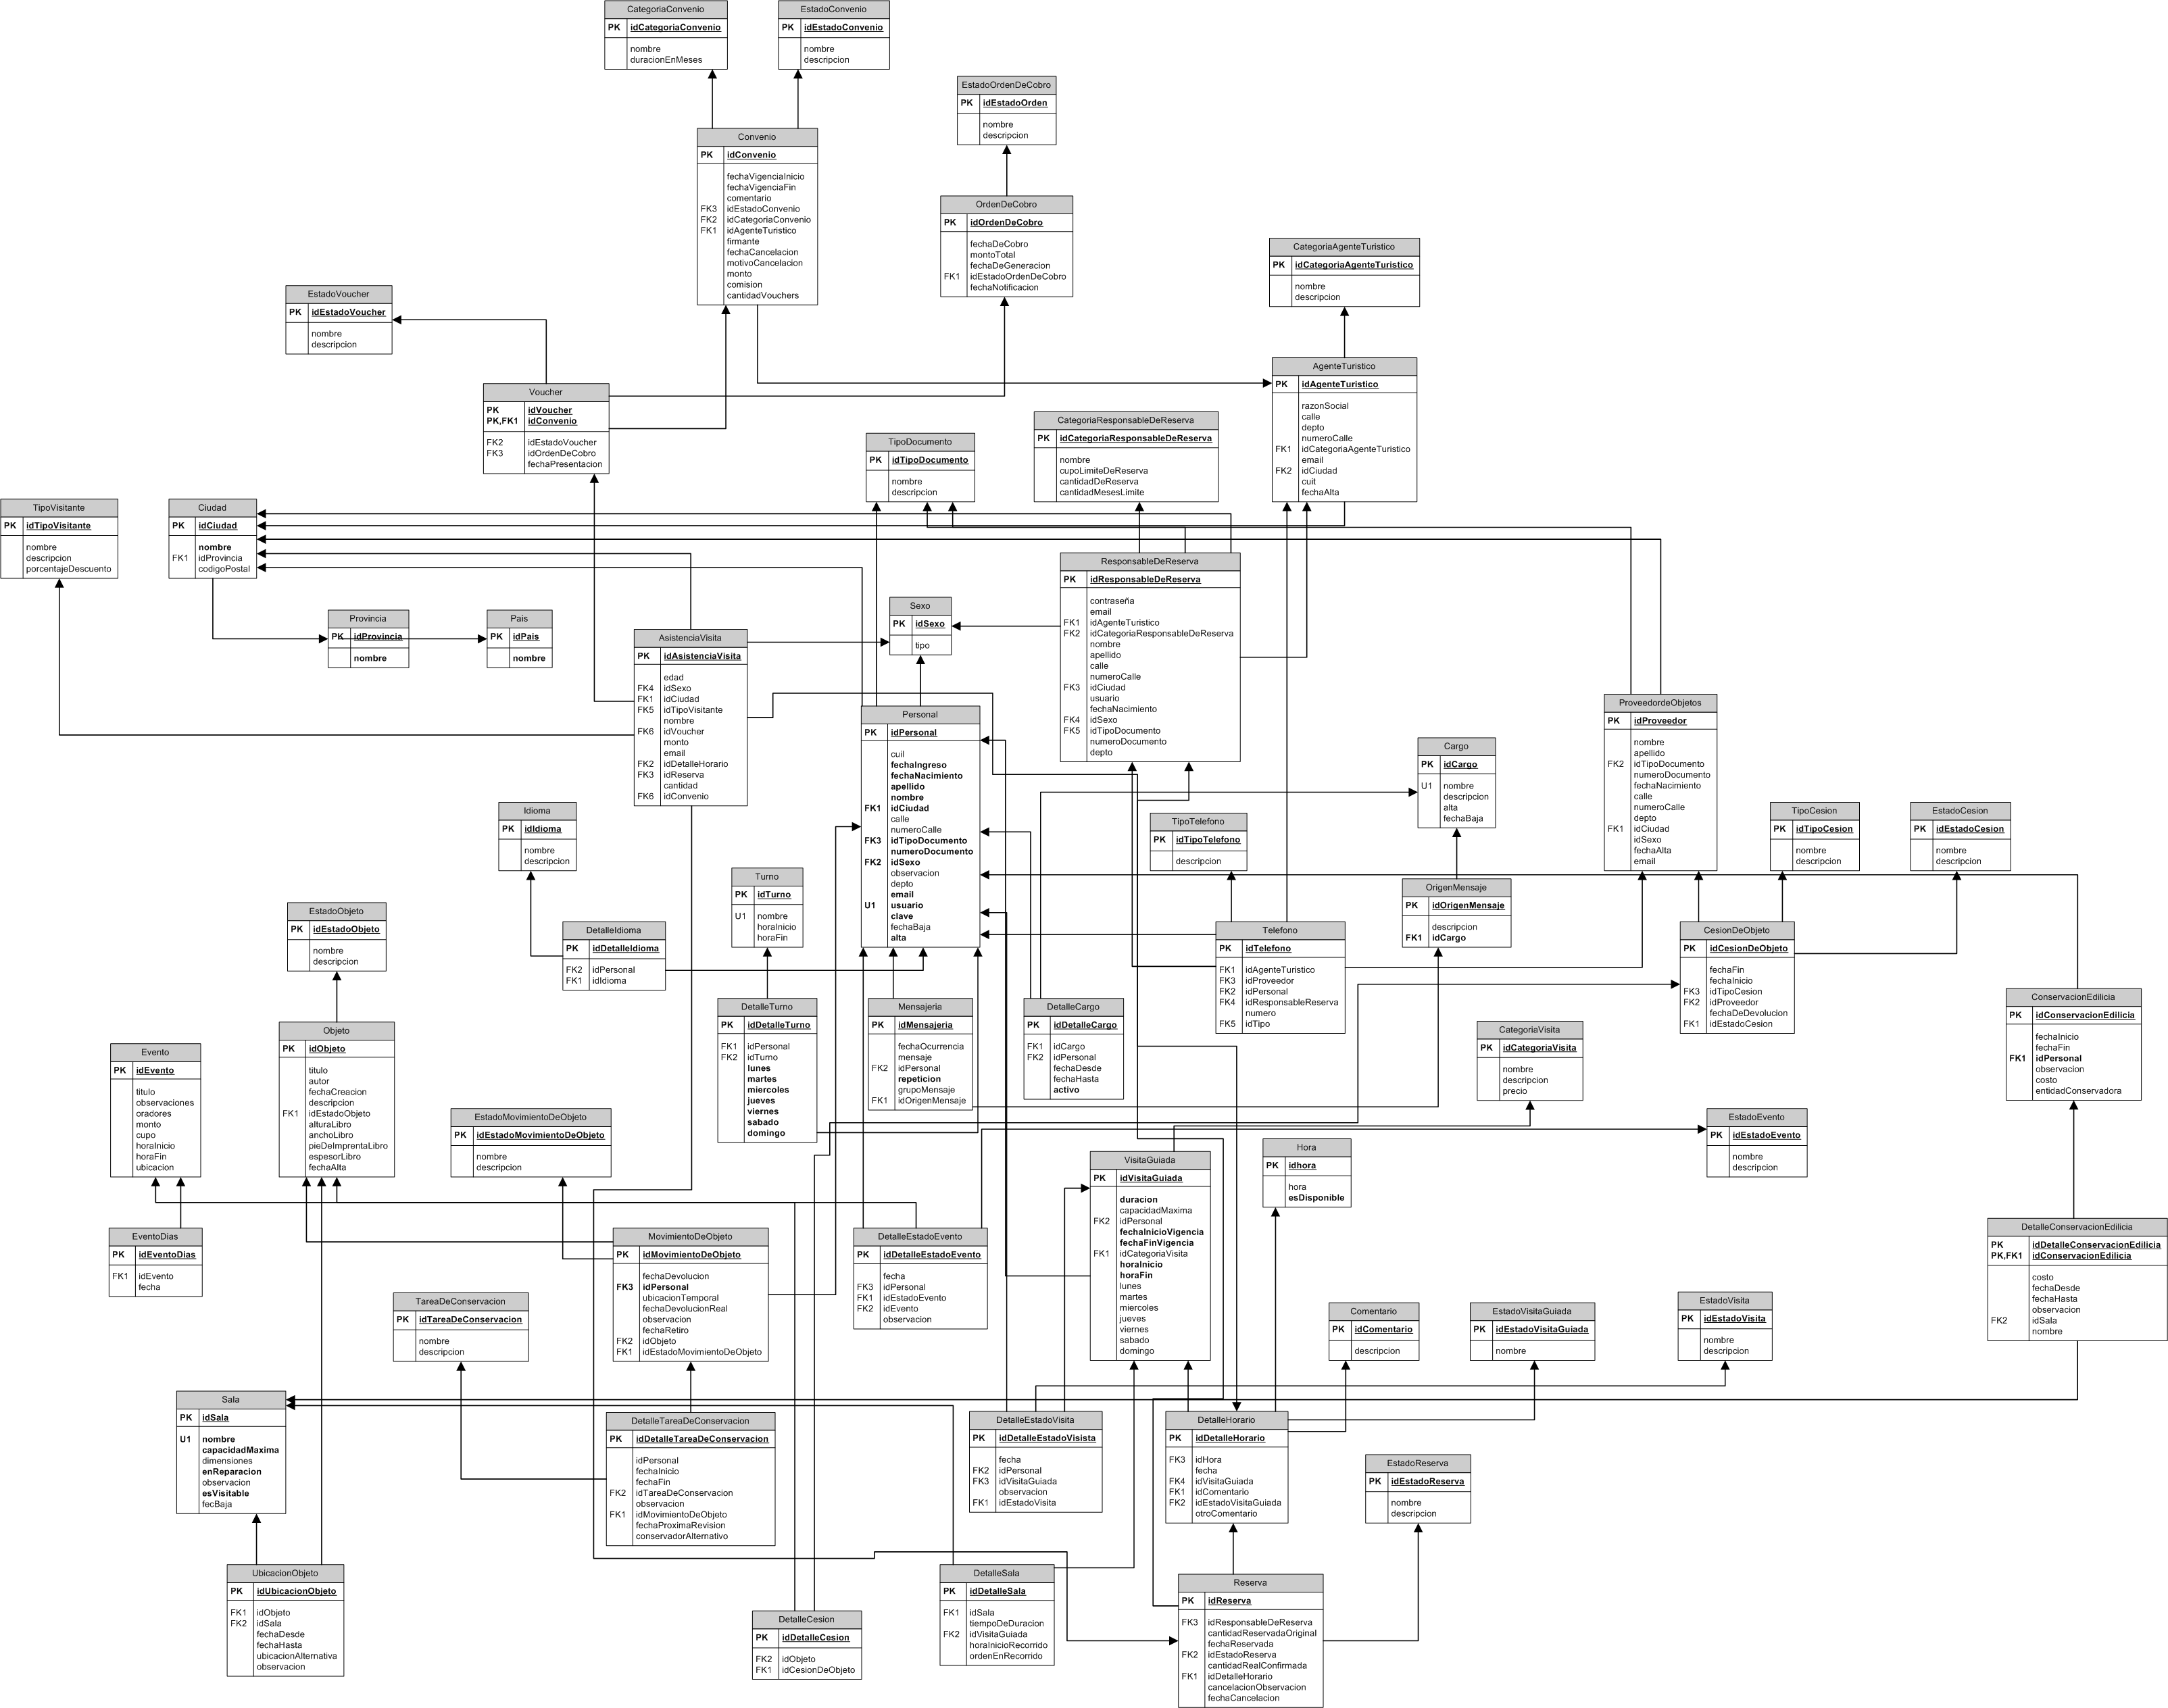 CategoriaConvenio
PK idCategoriaConvenio
nombre
duracionEnMeses
EstadoConvenio
PK idEstadoConvenio
nombre
descripcion
EstadoOrdenDeCobro
PK idEstadoOrden
nombre
descripcion
Convenio
PK idConvenio
fechaVigenciaInicio
fechaVigenciaFin
comentario
FK3 idEstadoConvenio
FK2 idCategoriaConvenio
FK1 idAgenteTuristico
firmante
fechaCancelacion
motivoCancelacion
monto
comision
cantidadVouchers
OrdenDeCobro
PK idOrdenDeCobro
fechaDeCobro
montoTotal
fechaDeGeneracion
FK1 idEstadoOrdenDeCobro
fechaNotificacion
CategoriaAgenteTuristico
PK idCategoriaAgenteTuristico
nombre
descripcion
EstadoVoucher
PK idEstadoVoucher
nombre
descripcion
Voucher
PK idVoucher
PK,FK1 idConvenio
FK2 idEstadoVoucher
FK3 idOrdenDeCobro
fechaPresentacion
AgenteTuristico
PK idAgenteTuristico
razonSocial
calle
depto
numeroCalle
FK1 idCategoriaAgenteTuristico
email
FK2 idCiudad
cuit
fechaAlta
CategoriaResponsableDeReserva
PK idCategoriaResponsableDeReserva
nombre
cupoLimiteDeReserva
cantidadDeReserva
cantidadMesesLimite
TipoDocumento
PK idTipoDocumento
nombre
descripcion
TipoVisitante
PK idTipoVisitante
nombre
descripcion
porcentajeDescuento
Ciudad
PK idCiudad
nombre
FK1 idProvincia
codigoPostal
Provincia
PK idProvincia
nombre
Pais
PK idPais
nombre
Sexo
PK idSexo
tipo
AsistenciaVisita
PK idAsistenciaVisita
edad
FK4 idSexo
FK1 idCiudad
FK5 idTipoVisitante
nombre
FK6 idVoucher
monto
email
FK2 idDetalleHorario
FK3 idReserva
cantidad
FK6 idConvenio
ResponsableDeReserva
PK idResponsableDeReserva
contraseña
email
FK1 idAgenteTuristico
FK2 idCategoriaResponsableDeReserva
nombre
apellido
calle
numeroCalle
FK3 idCiudad
usuario
fechaNacimiento
FK4 idSexo
FK5 idTipoDocumento
numeroDocumento
depto
Personal
PK idPersonal
cuil
fechaIngreso
fechaNacimiento
apellido
nombre
FK1 idCiudad
calle
numeroCalle
FK3 idTipoDocumento
numeroDocumento
FK2 idSexo
observacion
depto
email
U1 usuario
clave
fechaBaja
alta
ProveedordeObjetos
PK idProveedor
nombre
apellido
FK2 idTipoDocumento
numeroDocumento
fechaNacimiento
calle
numeroCalle
depto
FK1 idCiudad
idSexo
fechaAlta
email
Cargo
PK idCargo
U1 nombre
descripcion
alta
fechaBaja
Idioma
PK idIdioma
nombre
descripcion
TipoTelefono
PK idTipoTelefono
descripcion
TipoCesion
PK idTipoCesion
nombre
descripcion
EstadoCesion
PK idEstadoCesion
nombre
descripcion
Turno
PK idTurno
U1 nombre
horaInicio
horaFin
OrigenMensaje
PK idOrigenMensaje
descripcion
FK1 idCargo
EstadoObjeto
PK idEstadoObjeto
nombre
descripcion
DetalleIdioma
PK idDetalleIdioma
FK2 idPersonal
FK1 idIdioma
Telefono
PK idTelefono
FK1 idAgenteTuristico
FK3 idProveedor
FK2 idPersonal
FK4 idResponsableReserva
numero
FK5 idTipo
CesionDeObjeto
PK idCesionDeObjeto
fechaFin
fechaInicio
FK3 idTipoCesion
FK2 idProveedor
fechaDeDevolucion
FK1 idEstadoCesion
ConservacionEdilicia
PK idConservacionEdilicia
fechaInicio
fechaFin
FK1 idPersonal
observacion
costo
entidadConservadora
DetalleTurno
PK idDetalleTurno
FK1 idPersonal
FK2 idTurno
lunes
martes
miercoles
jueves
viernes
sabado
domingo
Mensajeria
PK idMensajeria
fechaOcurrencia
mensaje
FK2 idPersonal
repeticion
grupoMensaje
FK1 idOrigenMensaje
DetalleCargo
PK idDetalleCargo
FK1 idCargo
FK2 idPersonal
fechaDesde
fechaHasta
activo
Objeto
PK idObjeto
titulo
autor
fechaCreacion
descripcion
FK1 idEstadoObjeto
alturaLibro
anchoLibro
pieDeImprentaLibro
espesorLibro
fechaAlta
CategoriaVisita
PK idCategoriaVisita
nombre
descripcion
precio
Evento
PK idEvento
titulo
observaciones
oradores
monto
cupo
horaInicio
horaFin
ubicacion
EstadoMovimientoDeObjeto
PK idEstadoMovimientoDeObjeto
nombre
descripcion
EstadoEvento
PK idEstadoEvento
nombre
descripcion
Hora
PK idhora
hora
esDisponible
VisitaGuiada
PK idVisitaGuiada
duracion
capacidadMaxima
FK2 idPersonal
fechaInicioVigencia
fechaFinVigencia
FK1 idCategoriaVisita
horaInicio
horaFin
lunes
martes
miercoles
jueves
viernes
sabado
domingo
EventoDias
PK idEventoDias
FK1 idEvento
fecha
MovimientoDeObjeto
PK idMovimientoDeObjeto
fechaDevolucion
FK3 idPersonal
ubicacionTemporal
fechaDevolucionReal
observacion
fechaRetiro
FK2 idObjeto
FK1 idEstadoMovimientoDeObjeto
DetalleEstadoEvento
PK idDetalleEstadoEvento
fecha
FK3 idPersonal
FK1 idEstadoEvento
FK2 idEvento
observacion
DetalleConservacionEdilicia
PK idDetalleConservacionEdilicia
PK,FK1 idConservacionEdilicia
costo
fechaDesde
fechaHasta
observacion
FK2 idSala
nombre
TareaDeConservacion
PK idTareaDeConservacion
nombre
descripcion
Comentario
PK idComentario
descripcion
EstadoVisitaGuiada
PK idEstadoVisitaGuiada
nombre
EstadoVisita
PK idEstadoVisita
nombre
descripcion
Sala
PK idSala
U1 nombre
capacidadMaxima
dimensiones
enReparacion
observacion
esVisitable
fecBaja
DetalleTareaDeConservacion
PK idDetalleTareaDeConservacion
idPersonal
fechaInicio
fechaFin
FK2 idTareaDeConservacion
observacion
FK1 idMovimientoDeObjeto
fechaProximaRevision
conservadorAlternativo
DetalleEstadoVisita
PK idDetalleEstadoVisista
fecha
FK2 idPersonal
FK3 idVisitaGuiada
observacion
FK1 idEstadoVisita
DetalleHorario
PK idDetalleHorario
FK3 idHora
fecha
FK4 idVisitaGuiada
FK1 idComentario
FK2 idEstadoVisitaGuiada
otroComentario
EstadoReserva
PK idEstadoReserva
nombre
descripcion
UbicacionObjeto
PK idUbicacionObjeto
FK1 idObjeto
FK2 idSala
fechaDesde
fechaHasta
ubicacionAlternativa
observacion
DetalleCesion
PK idDetalleCesion
FK2 idObjeto
FK1 idCesionDeObjeto
DetalleSala
PK idDetalleSala
FK1 idSala
tiempoDeDuracion
FK2 idVisitaGuiada
horaInicioRecorrido
ordenEnRecorrido
Reserva
PK idReserva
FK3 idResponsableDeReserva
cantidadReservadaOriginal
fechaReservada
FK2 idEstadoReserva
cantidadRealConfirmada
FK1 idDetalleHorario
cancelacionObservacion
fechaCancelacion